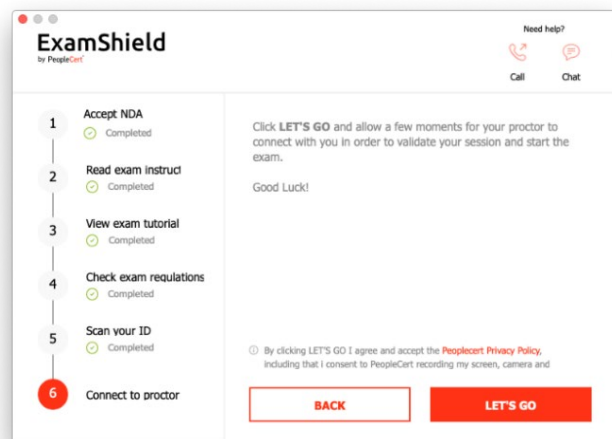 ExamShield
by PeopleCert
Need help?
Call
Chat
1
Accept NDA
Completed
2
Read exam instruct
Completed
3
View exam tutorial
Completed
4
Check exam regulations
Completed
5
Scan your ID
Completed
6
Connect to proctor
Click LET'S GO and allow a few moments for your proctor to
connect with you in order to validate your session and start the
exam.
Good Luck!
By clicking LET'S GO I agree and accept the Peoplecert Privacy Policy,
including that i consent to PeopleCert recording my screen, camera and
BACK
LET'S GO